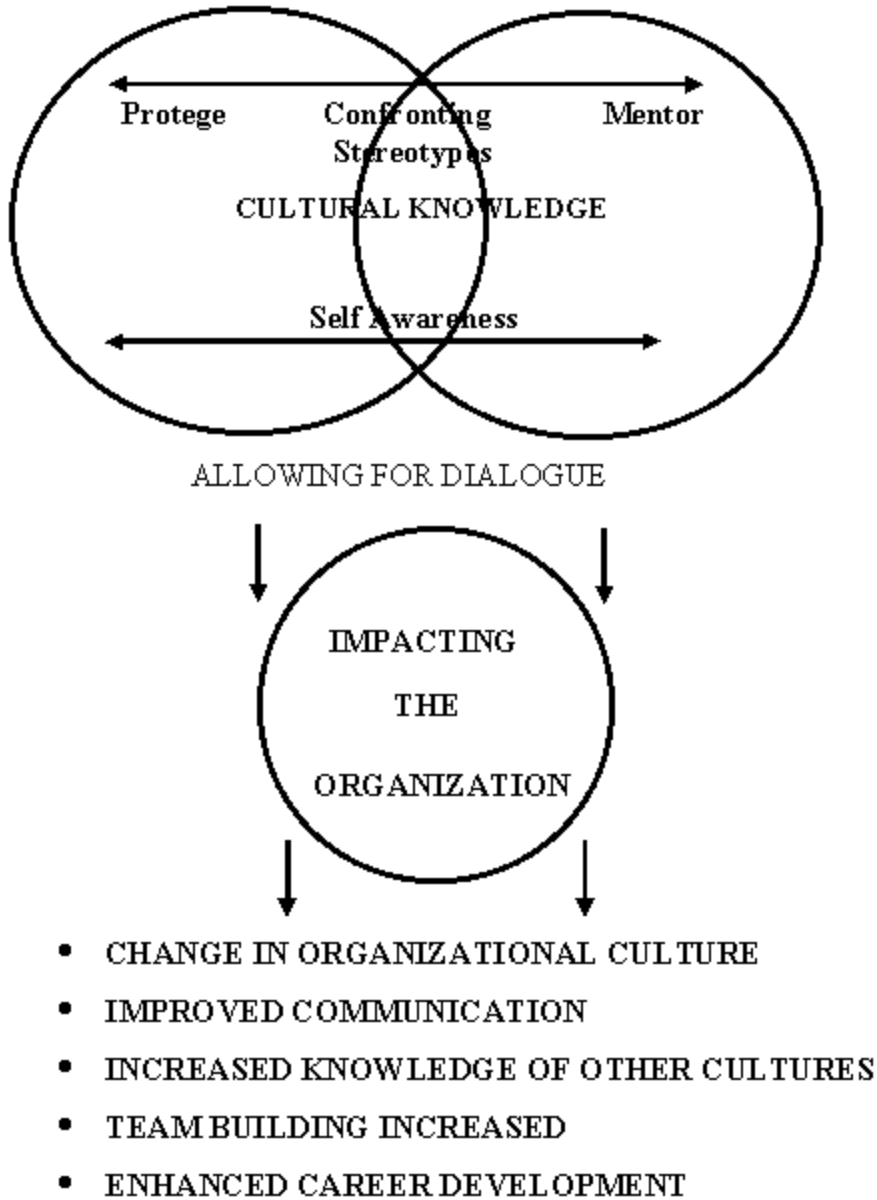 Protege Confronting Mentor
Stereotypes
CULTURAL KNOWLEDGE
Self Awareness
ALLOWING FOR DIALOGUE
IMPACTING
THE
ORGANIZATION
• CHANGE IN ORGANIZATIONAL CULTURE
• IMPROVED COMMUNICATION
• INCREASED KNOWLEDGE OF OTHER CULTURES
• TEAM BUILDING INCREASED
• ENHANCED CAREER DEVELOPMENT